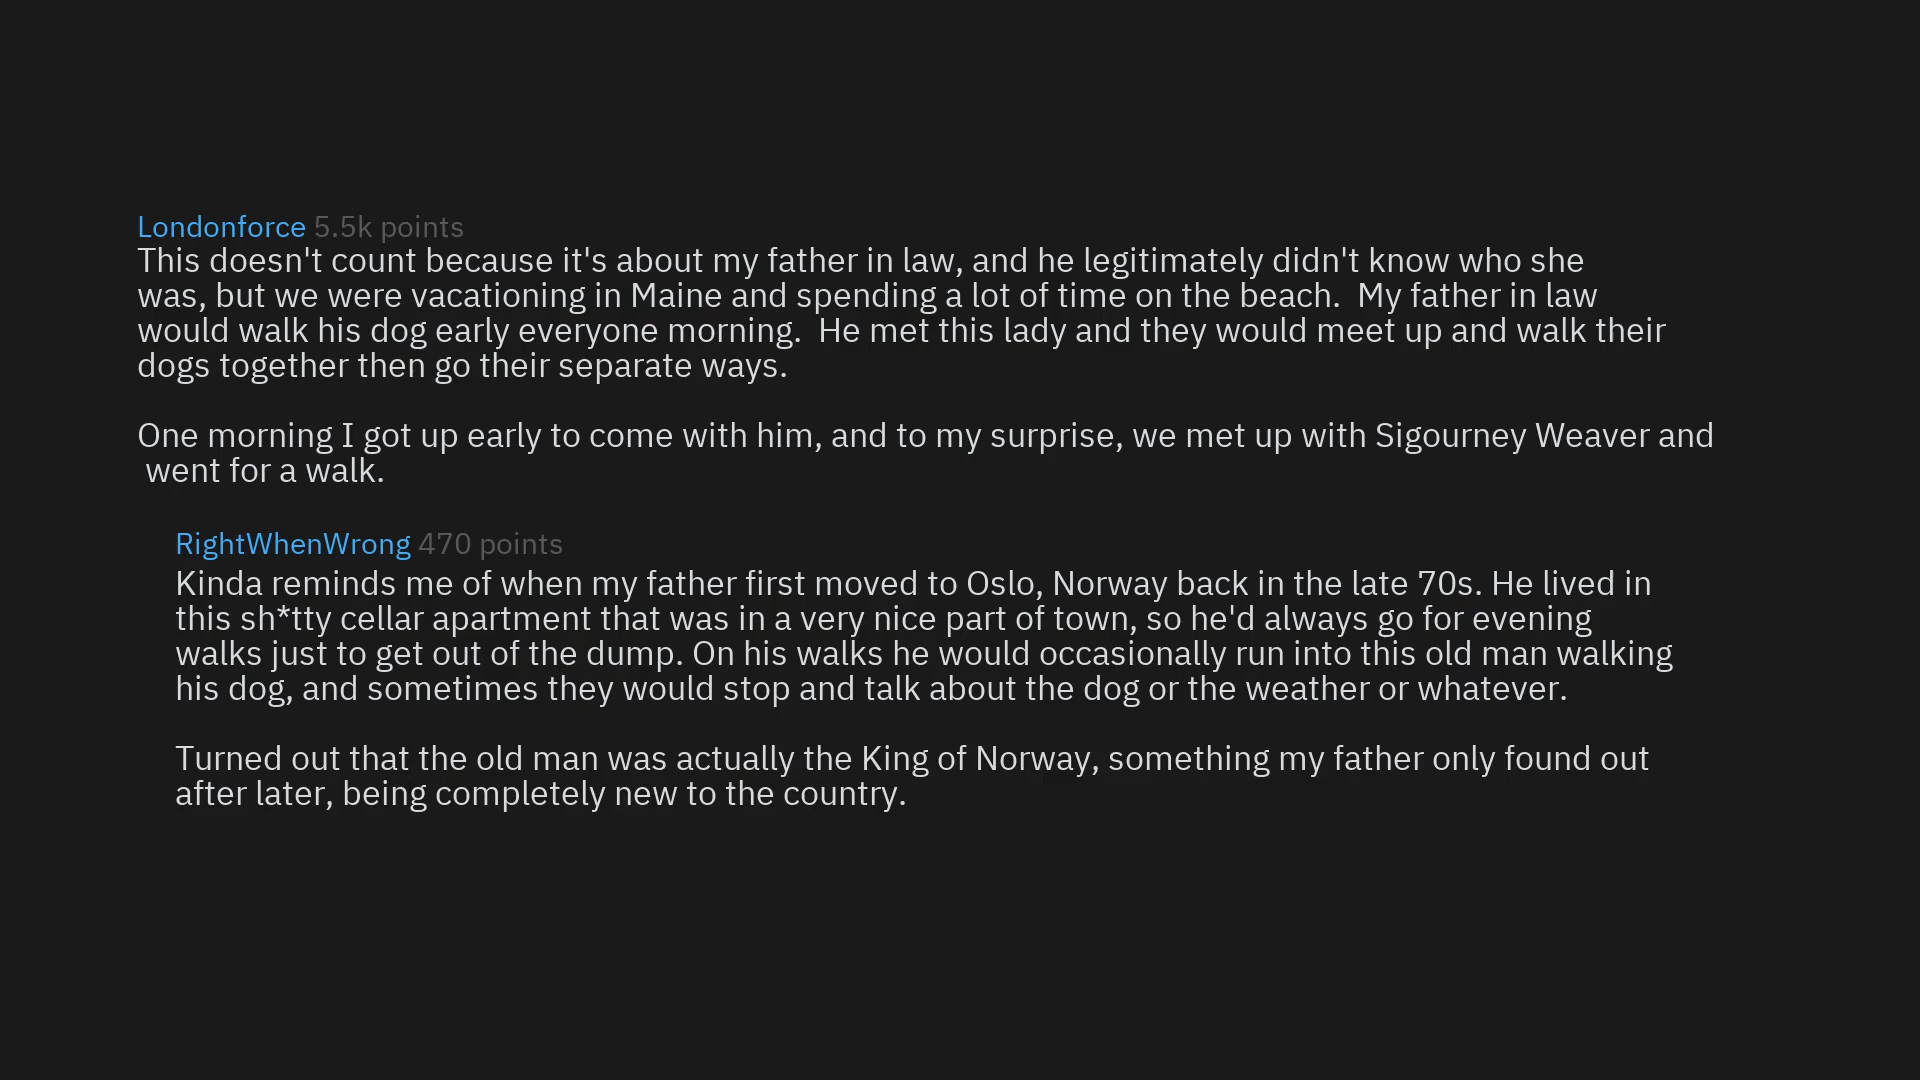 Londonforce 5.5k points
This doesn't count because it's about my father in law, and he legitimately didn't know who she
was, but we were vacationing in Maine and spending a lot of time on the beach.  My father in law
would walk his dog early everyone morning.  He met this lady and they would meet up and walk their
dogs together then go their separate ways.
One morning I got up early to come with him, and to my surprise, we met up with Sigourney Weaver and
went for a walk.
RightWhenWrong 470 points
Kinda reminds me of when my father first moved to Oslo, Norway back in the late 70s. He lived in
this sh*tty cellar apartment that was in a very nice part of town, so he'd always go for evening
walks just to get out of the dump. On his walks he would occasionally run into this old man walking
his dog, and sometimes they would stop and talk about the dog or the weather or whatever.
Turned out that the old man was actually the King of Norway, something my father only found out
after later, being completely new to the country.